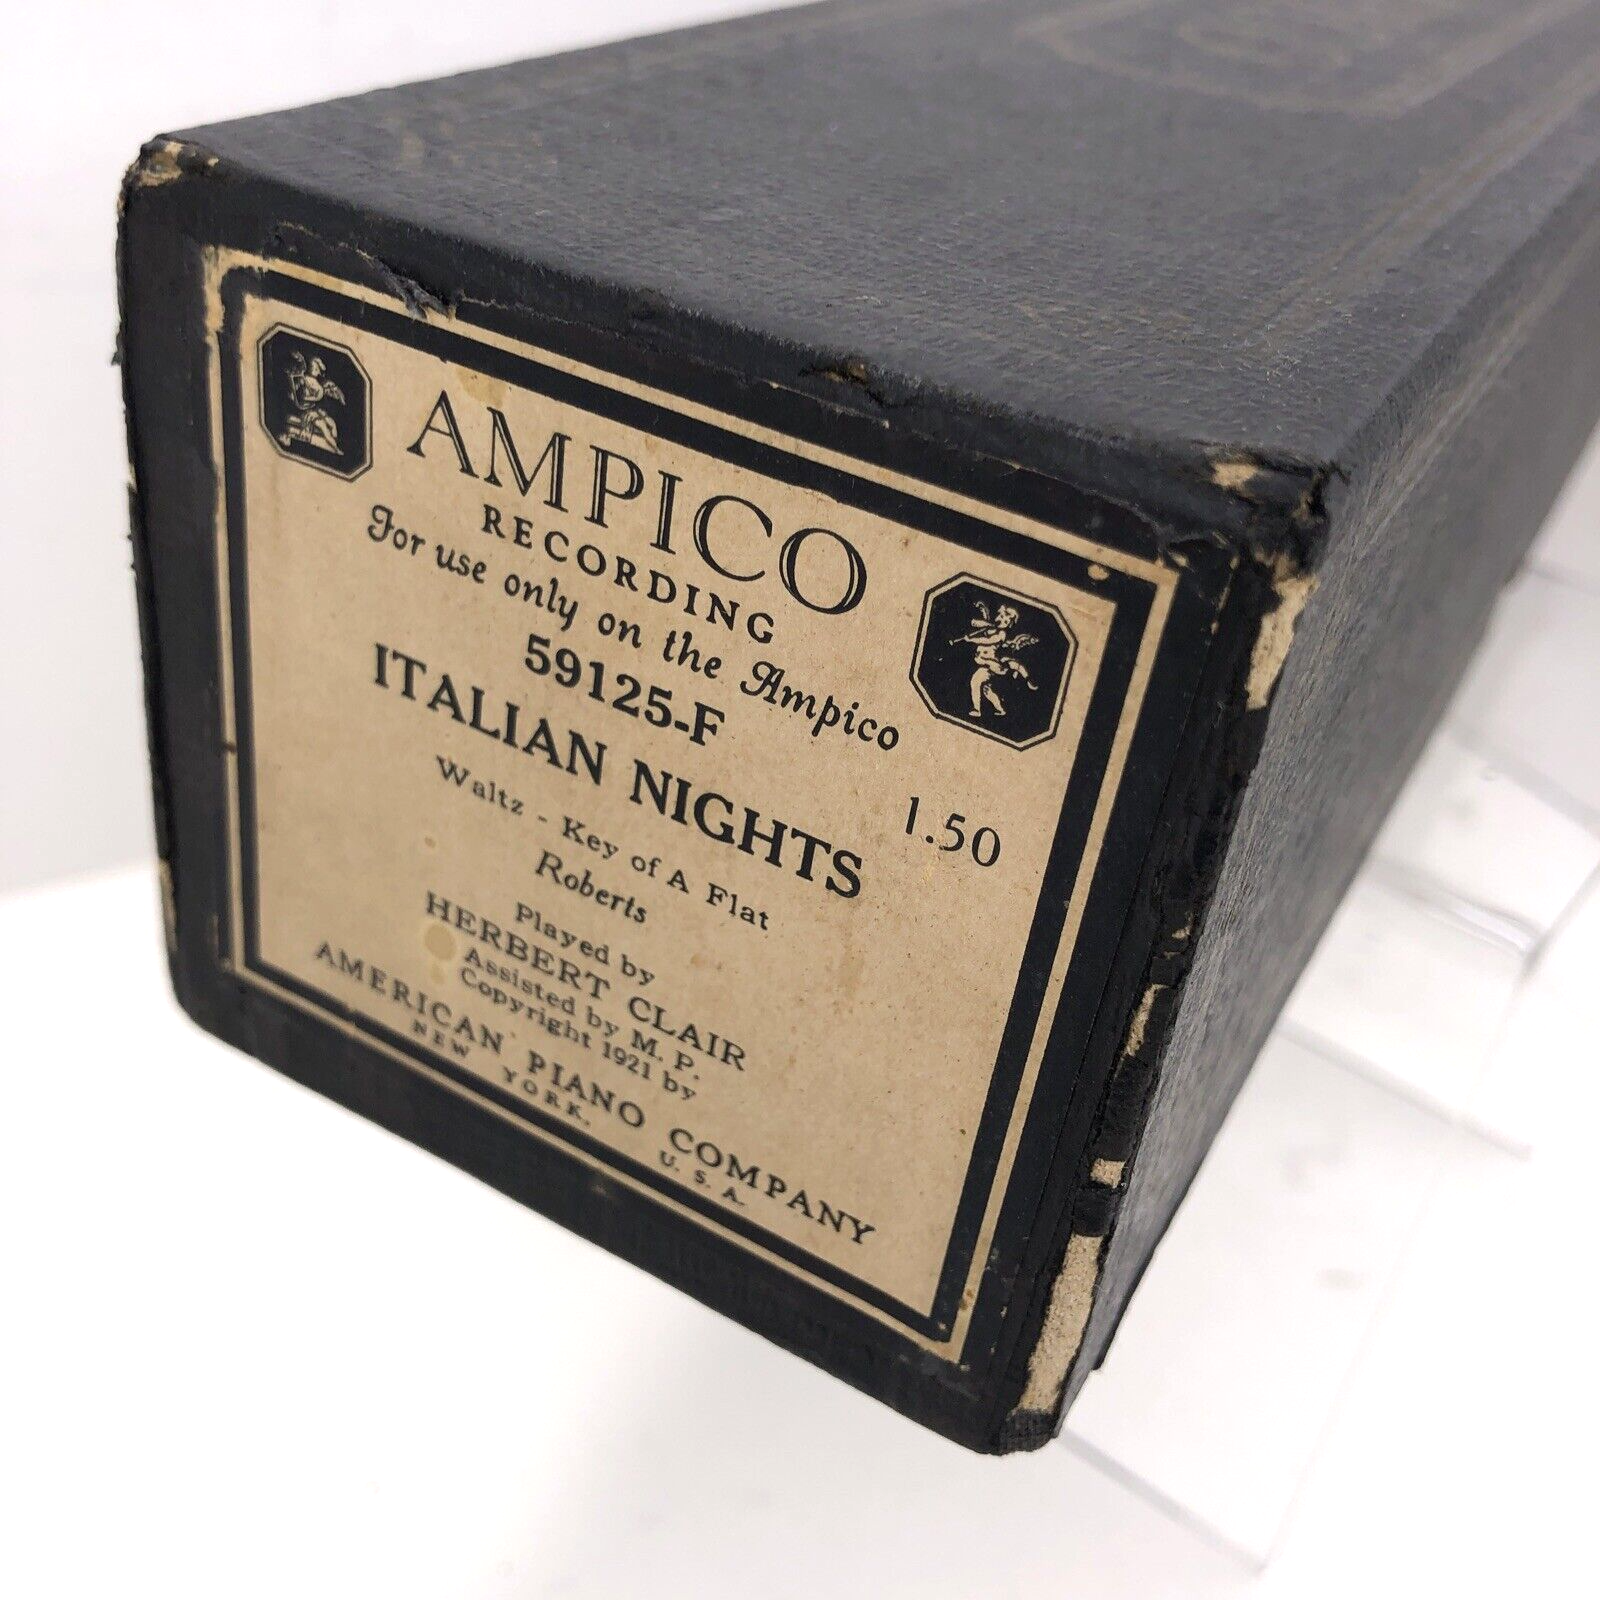 AMPICO
RECORDING
For use only on the Ampico
59125-F
ITALIAN NIGHTS 1.50
Waltz - Key of A Flat
Roberts
Played by
HERBERT CLAIR
Assisted by M. P.
Copyright 1921 by
AMERICAN PIANO COMPANY
NEW YORK. U. S. A.